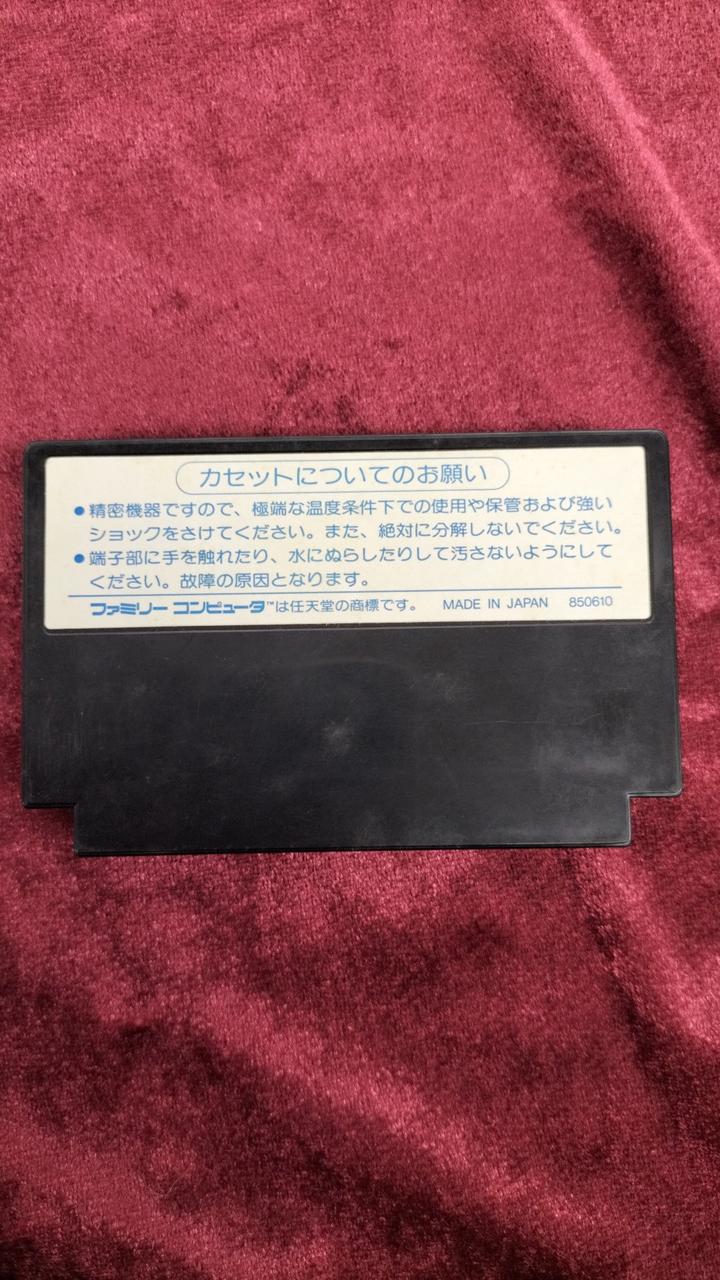 カセットについてのお願い
●精密機器ですので、極端な温度条件下での使用や保管および強い
ショックをさけてください。また、絶対に分解しないでください。
●端子部に手を触れたり、水にぬらしたりして汚さないようにして
ください。故障の原因となります。
ファミリー コンピュータ™は任天堂の商標です。 MADE IN JAPAN 850610